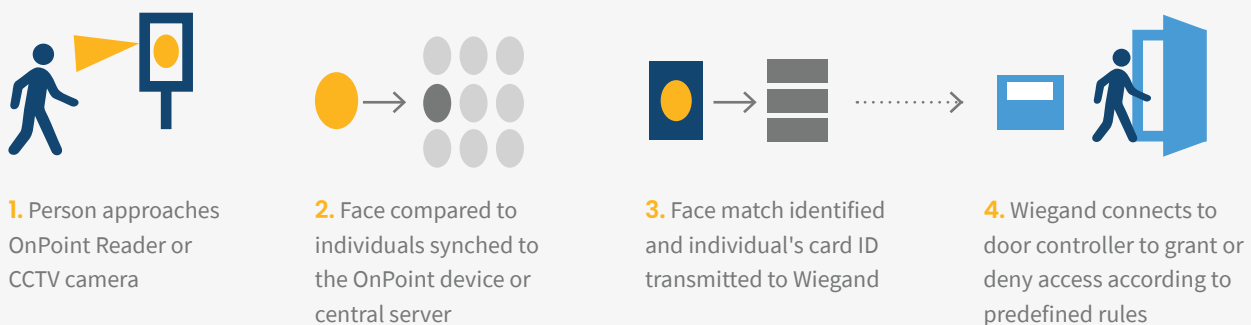 1. Person approaches
OnPoint Reader or
CCTV camera
2. Face compared to
individuals synched to
the OnPoint device or
central server
3. Face match identified
and individual's card ID
transmitted to Wiegand
4. Wiegand connects to
door controller to grant or
deny access according to
predefined rules